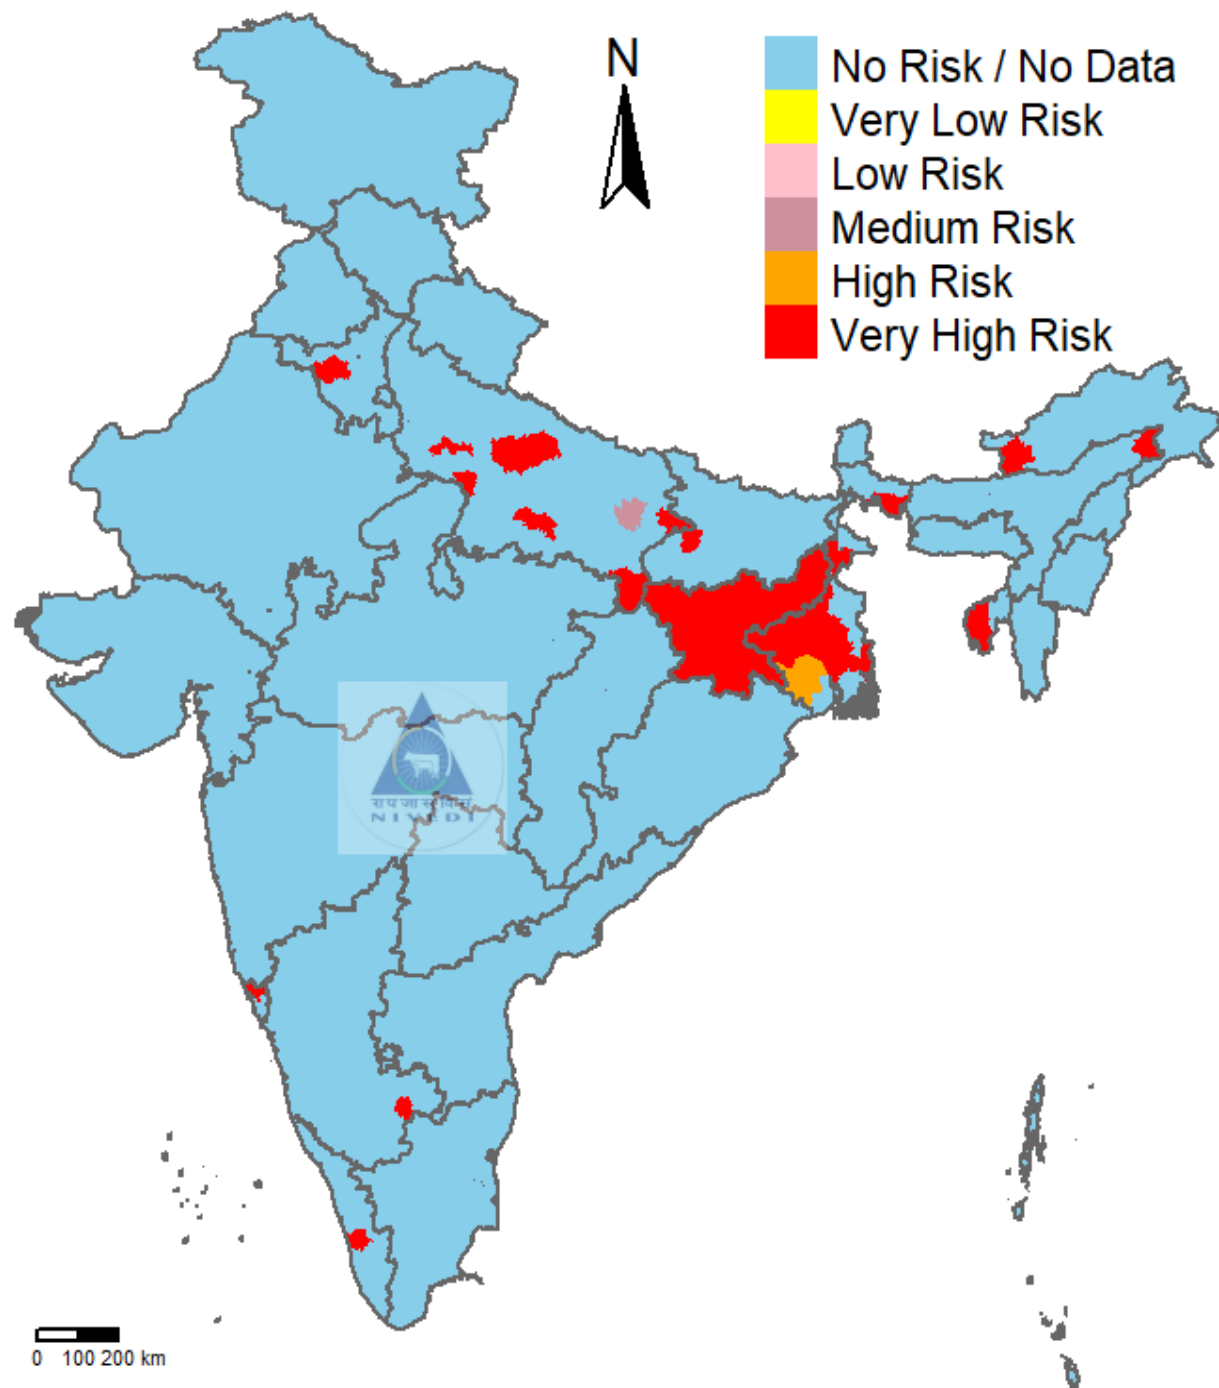 N
No Risk / No Data
Very Low Risk
Low Risk
Medium Risk
High Risk
Very High Risk
NIVEDI
0 100 200 km